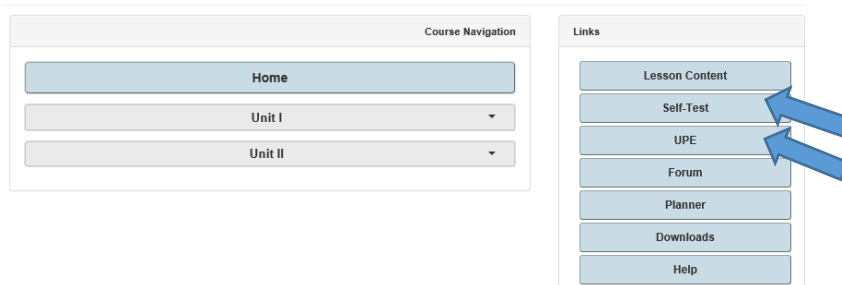 Course Navigation
Home
Unit I
Unit II
Links
Lesson Content
Self-Test
UPE
Forum
Planner
Downloads
Help